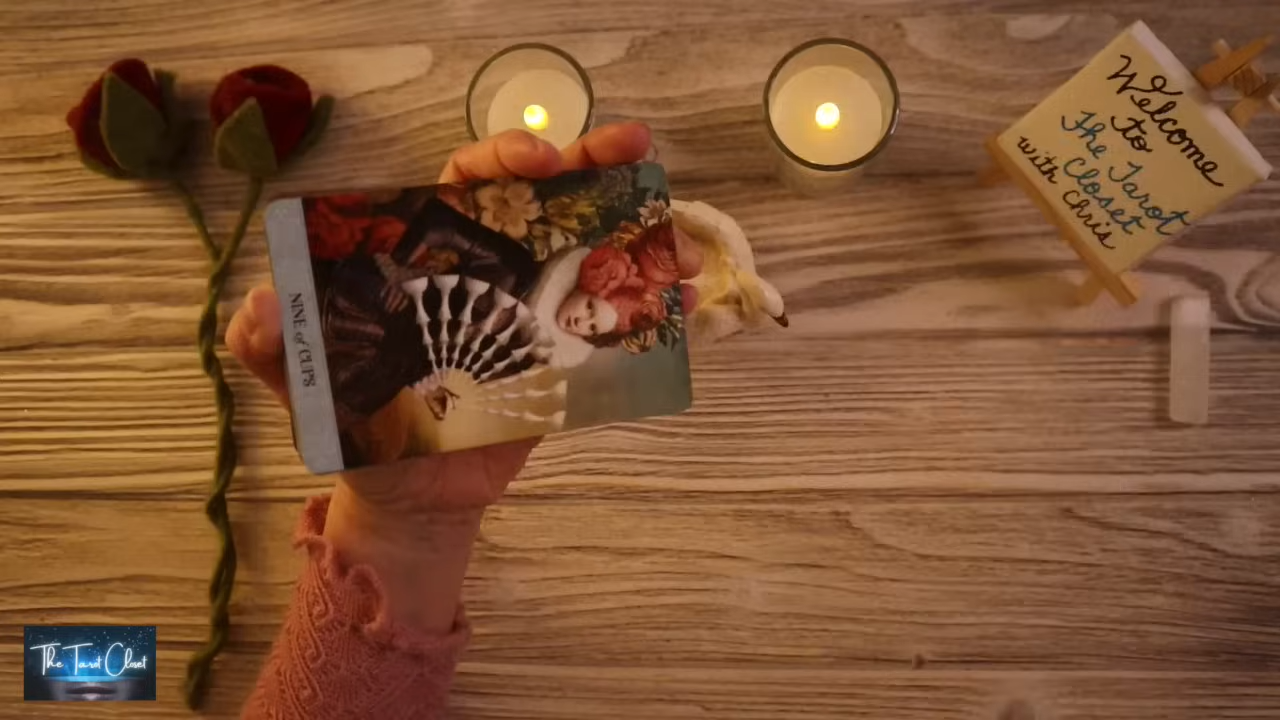 Welcome
to
The Tarot
Closet
with Chris
NINE of CUPS
The Tarot Closet